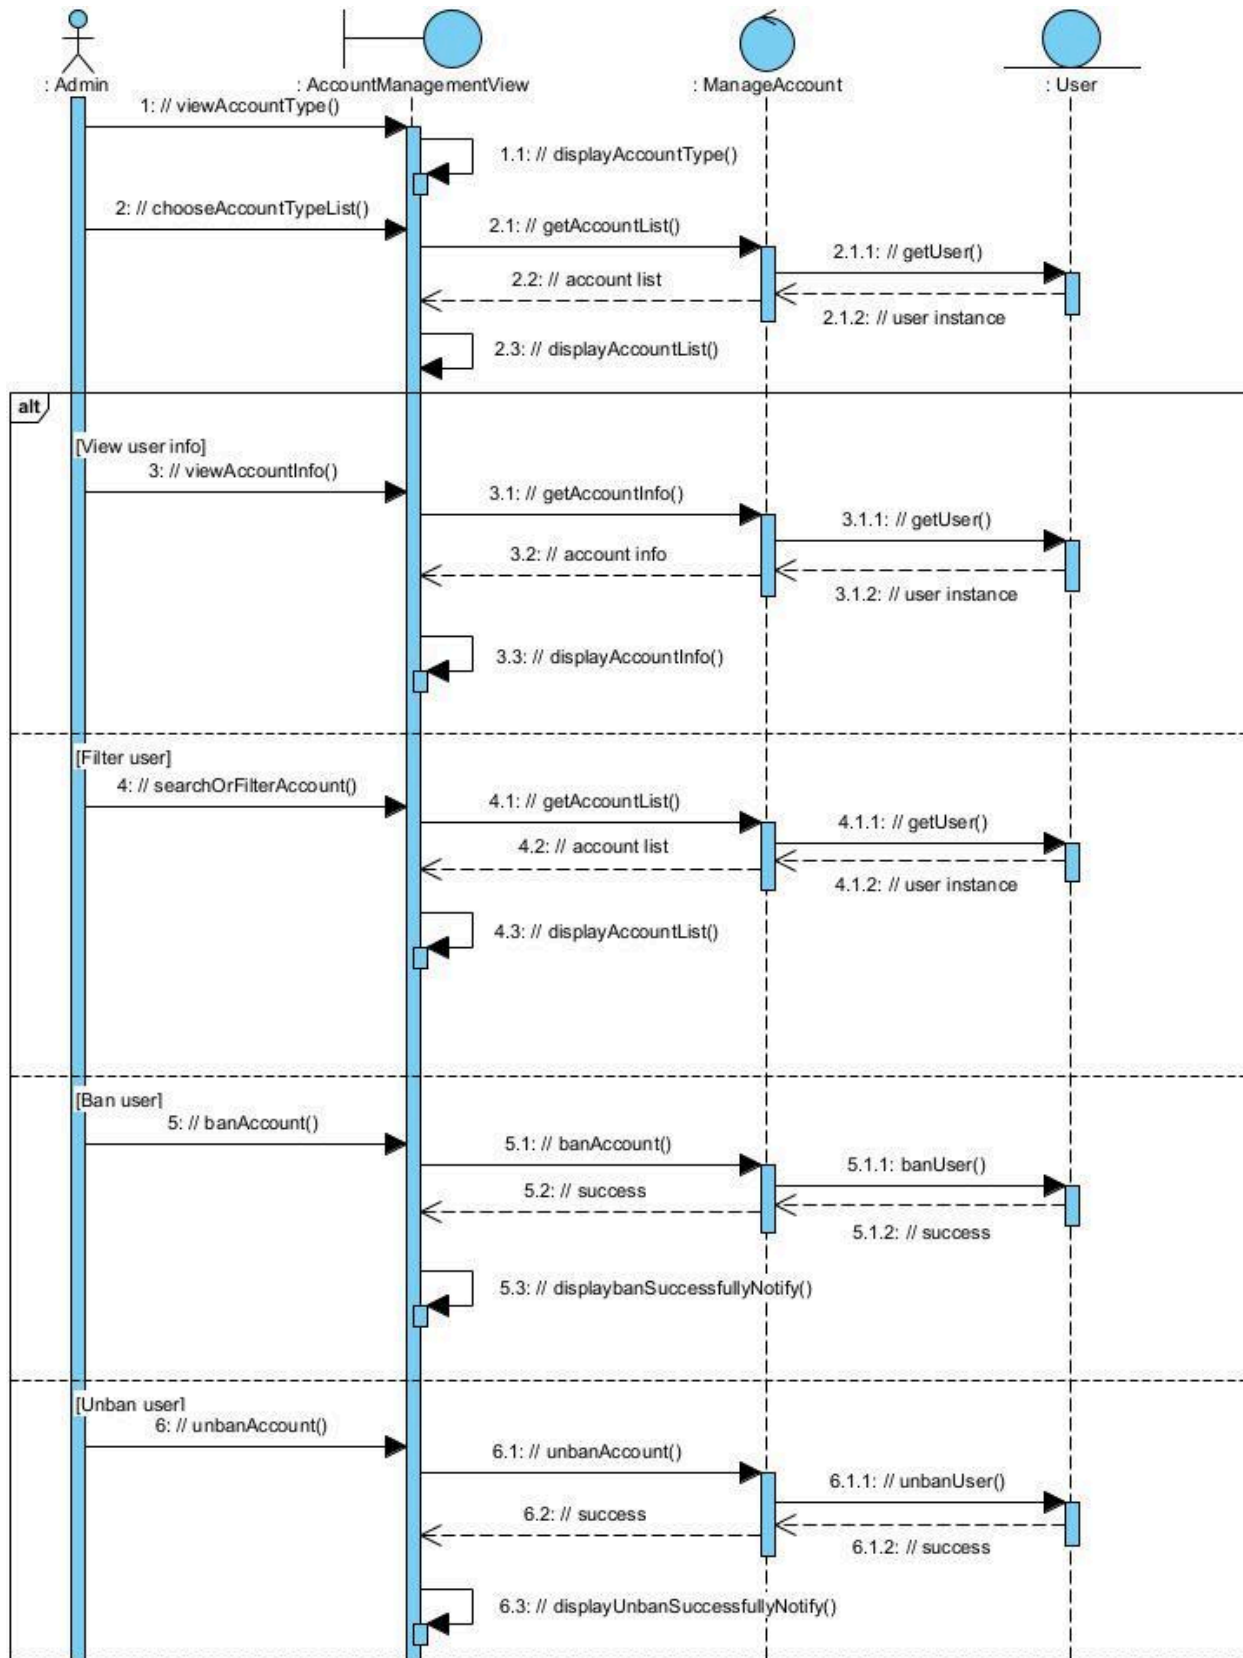 : Admin
: AccountManagementView
: ManageAccount
: User
1: // viewAccountType()
1.1: // displayAccountType()
2: // chooseAccountTypeList()
2.1: // getAccountList()
2.1.1: // getUser()
2.2: // account list
2.1.2: // user instance
2.3: // displayAccountList()
alt
[View user info]
3: // viewAccountInfo()
3.1: // getAccountInfo()
3.1.1: // getUser()
3.2: // account info
3.1.2: // user instance
3.3: // displayAccountInfo()
[Filter user]
4: // searchOrFilterAccount()
4.1: // getAccountList()
4.1.1: // getUser()
4.2: // account list
4.1.2: // user instance
4.3: // displayAccountList()
[Ban user]
5: // banAccount()
5.1: // banAccount()
5.1.1: banUser()
5.2: // success
5.1.2: // success
5.3: // displaybanSuccessfullyNotify()
[Unban user]
6: // unbanAccount()
6.1: // unbanAccount()
6.1.1: // unbanUser()
6.2: // success
6.1.2: // success
6.3: // displayUnbanSuccessfullyNotify()